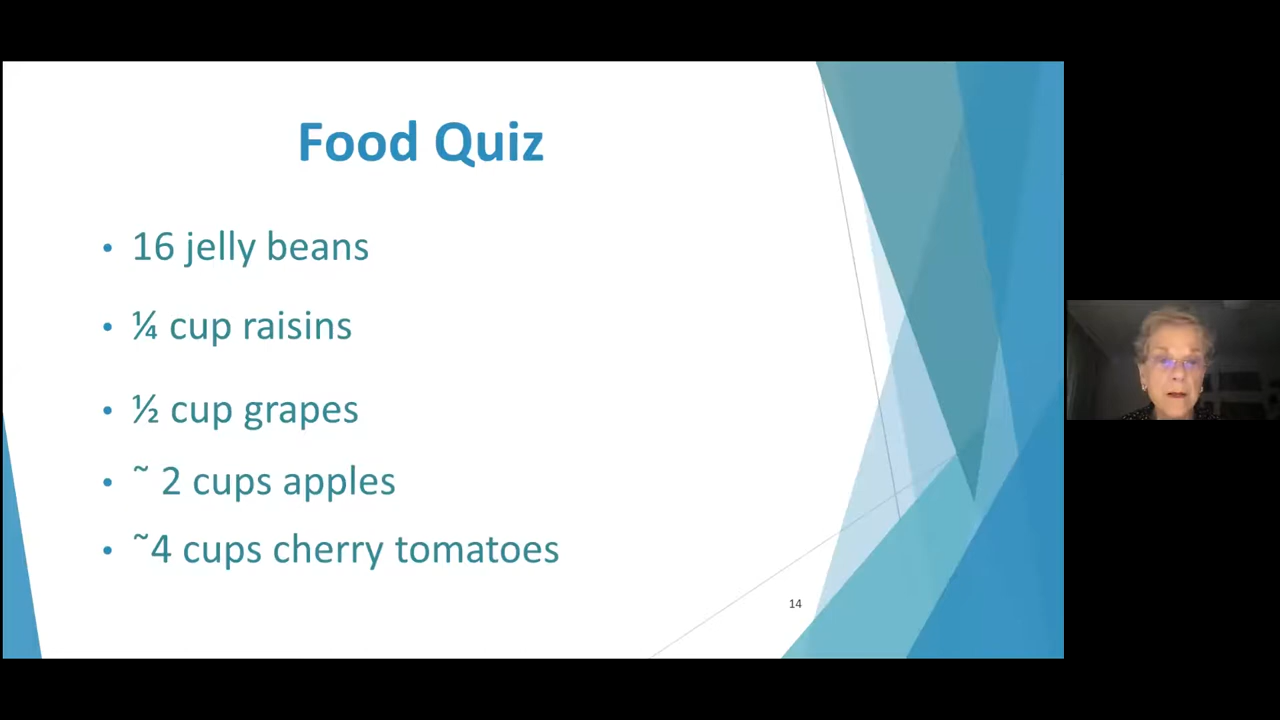 Food Quiz
• 16 jelly beans
• ¼ cup raisins
• ½ cup grapes
• ~ 2 cups apples
• ~4 cups cherry tomatoes
14